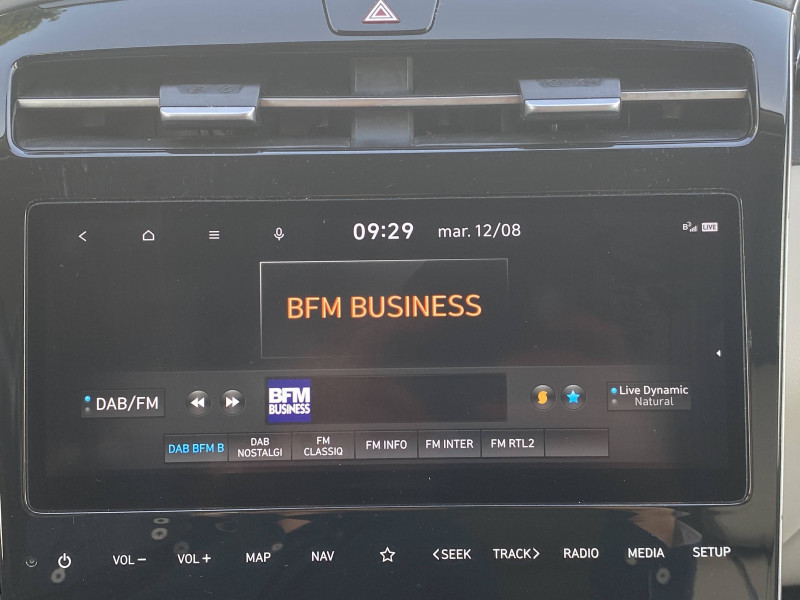 09:29 mar. 12/08
LIVE
BFM BUSINESS
DAB/FM
BFM
BUSINESS
Live Dynamic
Natural
DAB BFM B
DAB
NOSTALGI
FM
CLASSIQ
FM INFO
FM INTER
FM RTL2
VOL−
VOL+
MAP
NAV
<SEEK
TRACK>
RADIO
MEDIA
SETUP